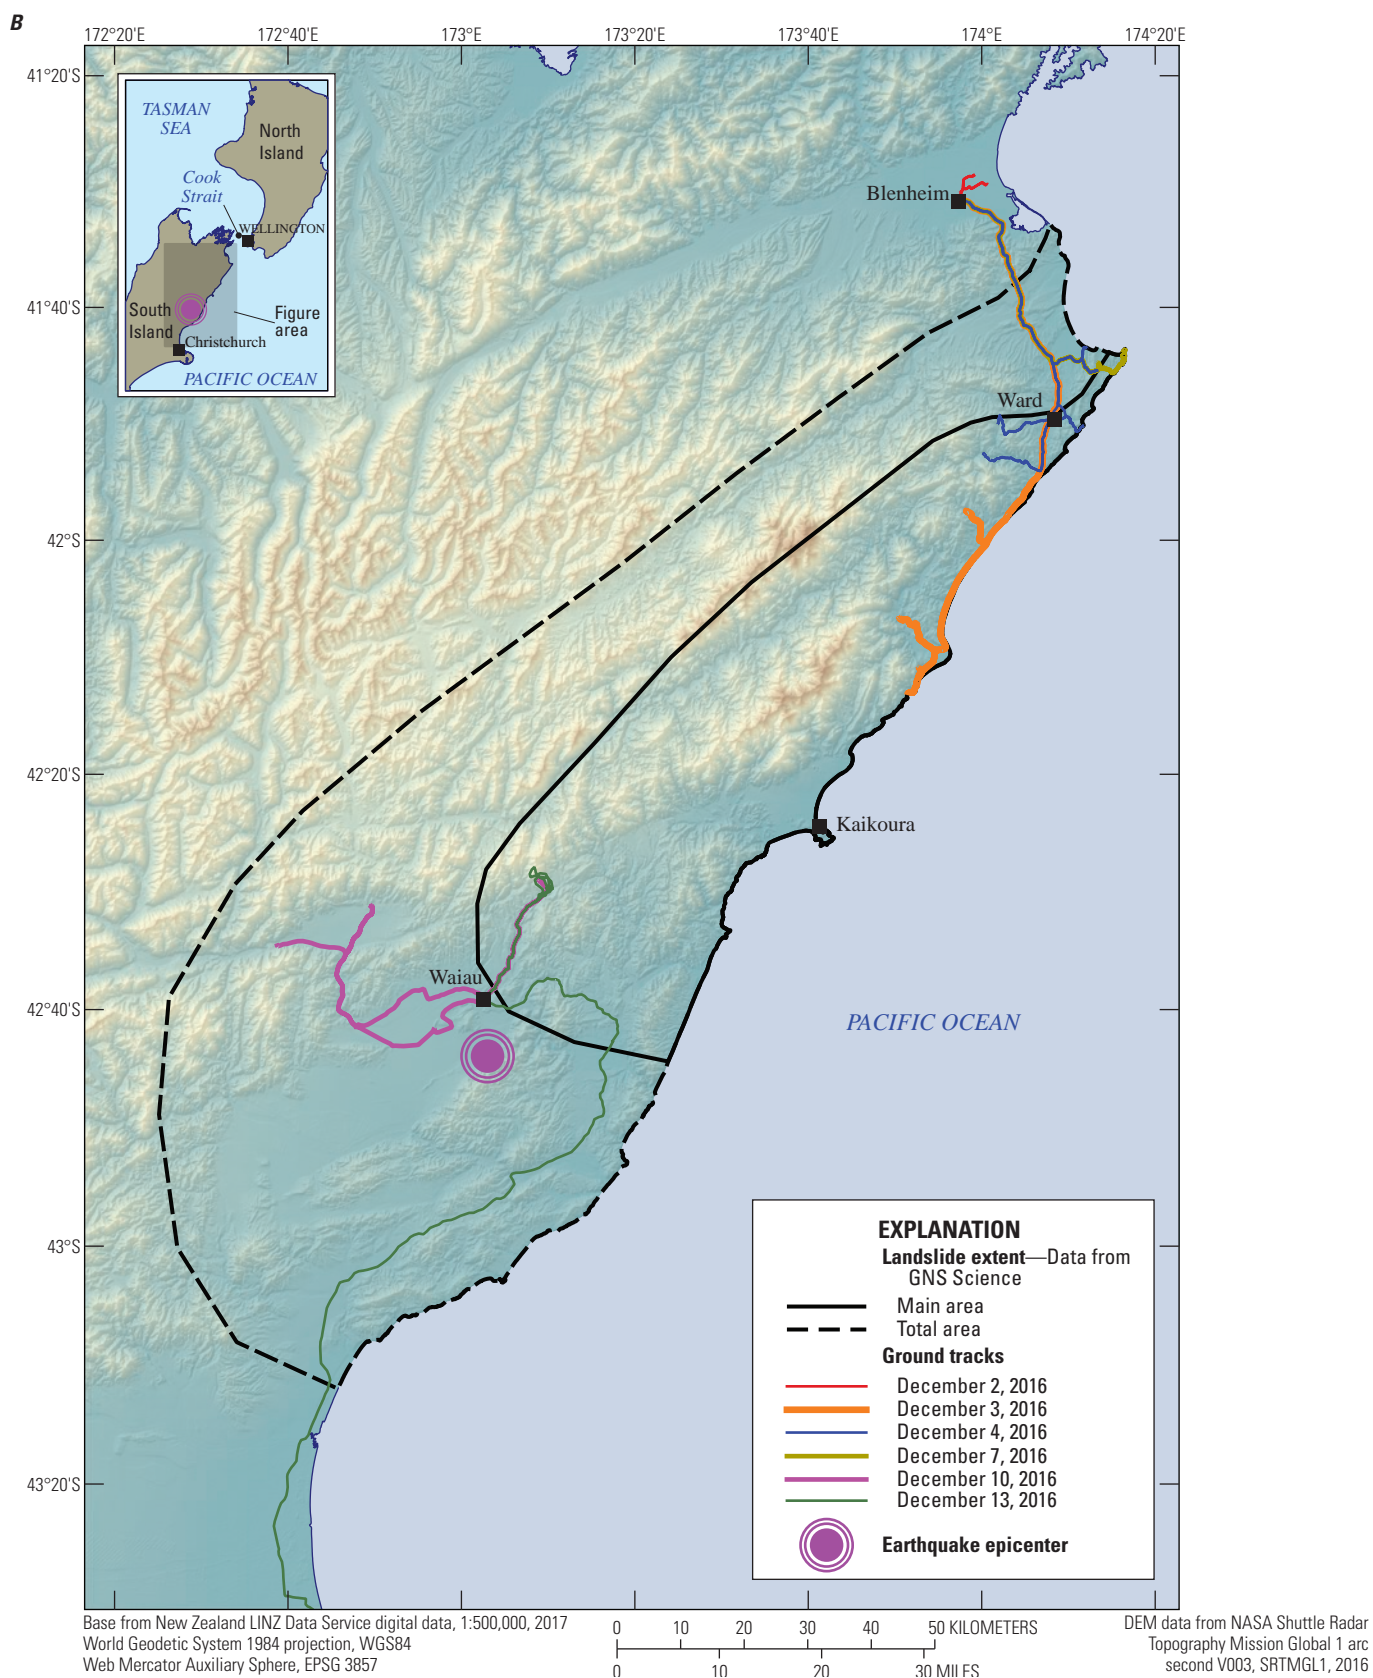 B
172°20'E 172°40'E 173°E 173°20'E 173°40'E 174°E 174°20'E
41°20'S
41°40'S
42°S
42°20'S
42°40'S
43°S
43°20'S
TASMAN
SEA
North
Island
Cook
Strait
WELLINGTON
South
Island
Figure
area
Christchurch
PACIFIC OCEAN
Blenheim
Ward
Kaikoura
Waiau
PACIFIC OCEAN
EXPLANATION
Landslide extent—Data from
GNS Science
Main area
Total area
Ground tracks
December 2, 2016
December 3, 2016
December 4, 2016
December 7, 2016
December 10, 2016
December 13, 2016
Earthquake epicenter
Base from New Zealand LINZ Data Service digital data, 1:500,000, 2017
World Geodetic System 1984 projection, WGS84
Web Mercator Auxiliary Sphere, EPSG 3857
0 10 20 30 40 50 KILOMETERS
0 10 20 30 MILES
DEM data from NASA Shuttle Radar
Topography Mission Global 1 arc
second V003, SRTMGL1, 2016